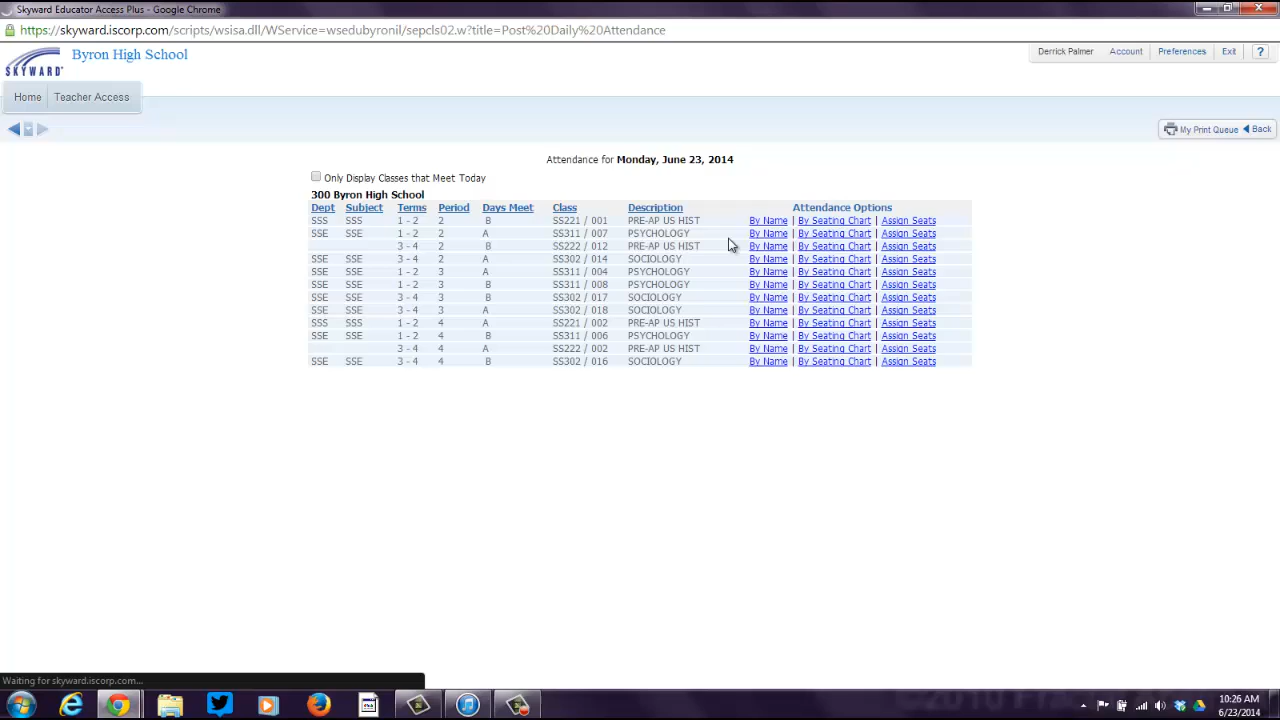 Skyward Educator Access Plus - Google Chrome
https://skyward.iscorp.com/scripts/wsisa.dll/WService=wsedubyronil/sepcls02.w?title=Post%20Daily%20Attendance
SKYWARD Byron High School Derrick Palmer Account Preferences Exit ?
Home Teacher Access
My Print Queue Back
Attendance for Monday, June 23, 2014
Only Display Classes that Meet Today
300 Byron High School
Dept Subject Terms Period Days Meet Class Description Attendance Options
SSS SSS 1 - 2 2 B SS221 / 001 PRE-AP US HIST By Name | By Seating Chart | Assign Seats
SSE SSE 1 - 2 2 A SS311 / 007 PSYCHOLOGY By Name | By Seating Chart | Assign Seats
3 - 4 2 B SS222 / 012 PRE-AP US HIST By Name | By Seating Chart | Assign Seats
SSE SSE 3 - 4 2 A SS302 / 014 SOCIOLOGY By Name | By Seating Chart | Assign Seats
SSE SSE 1 - 2 3 A SS311 / 004 PSYCHOLOGY By Name | By Seating Chart | Assign Seats
SSE SSE 1 - 2 3 B SS311 / 008 PSYCHOLOGY By Name | By Seating Chart | Assign Seats
SSE SSE 3 - 4 3 B SS302 / 017 SOCIOLOGY By Name | By Seating Chart | Assign Seats
SSE SSE 3 - 4 3 A SS302 / 018 SOCIOLOGY By Name | By Seating Chart | Assign Seats
SSS SSS 1 - 2 4 A SS221 / 002 PRE-AP US HIST By Name | By Seating Chart | Assign Seats
SSE SSE 1 - 2 4 B SS311 / 006 PSYCHOLOGY By Name | By Seating Chart | Assign Seats
3 - 4 4 A SS222 / 002 PRE-AP US HIST By Name | By Seating Chart | Assign Seats
SSE SSE 3 - 4 4 B SS302 / 016 SOCIOLOGY By Name | By Seating Chart | Assign Seats
Waiting for skyward.iscorp.com...
10:26 AM
6/23/2014